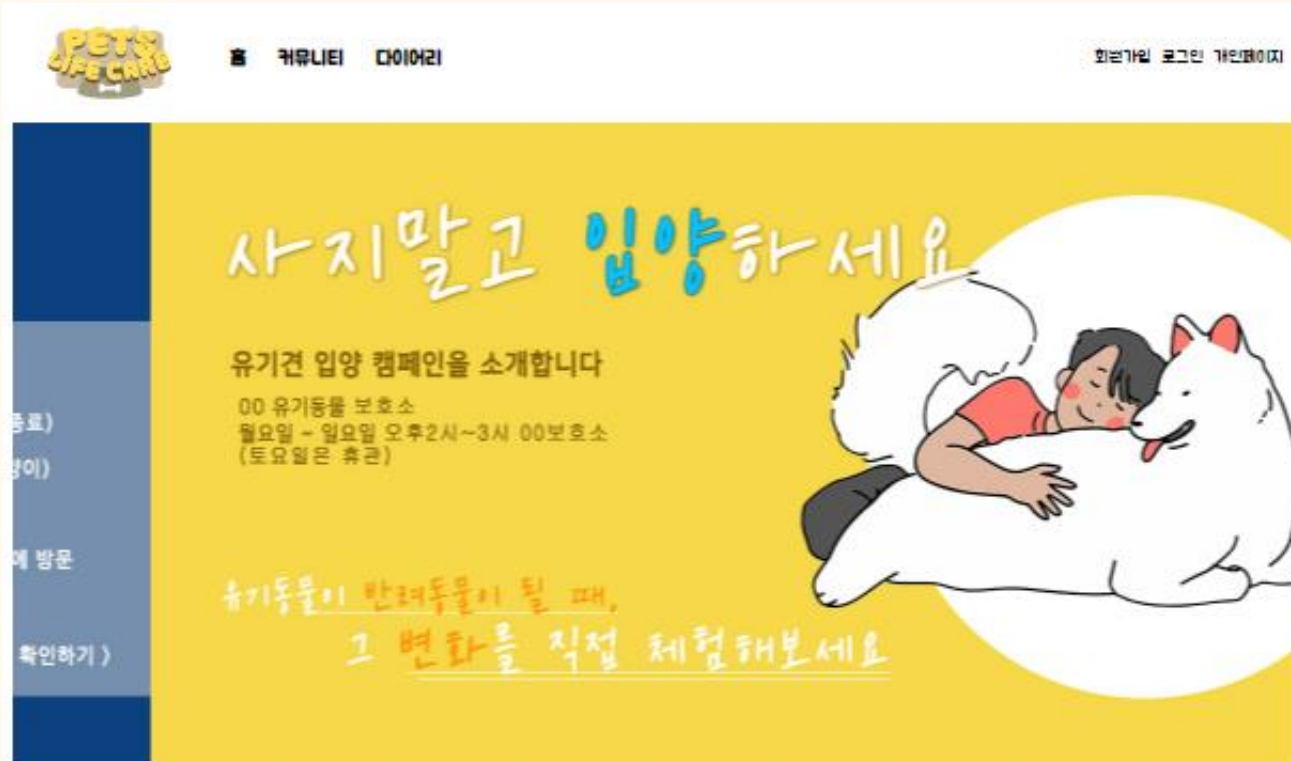 PETS
LIFE CARE
홈 커뮤니티 다이어리
회원가입 로그인 개인페이지
사지말고 입양하세요
유기견 입양 캠페인을 소개합니다
00 유기동물 보호소
월요일 - 일요일 오후2시~3시 00보호소
(토요일은 휴관)
종료)
양이)
에 방문
유기동물이 반려동물이 될 때,
그 변화를 직접 체험해보세요
확인하기 >